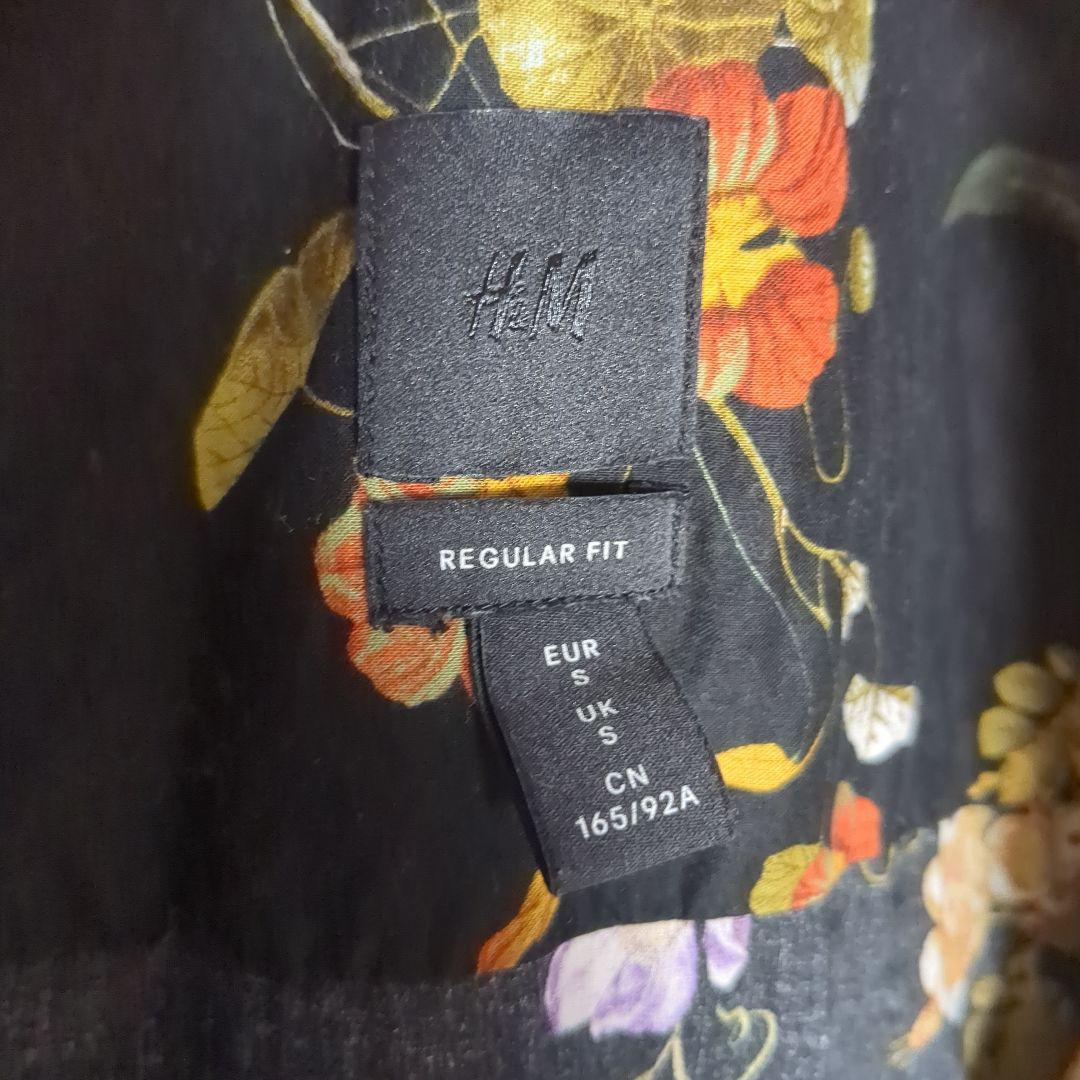 H&M
REGULAR FIT
EUR
S
UK
S
CN
165/92A